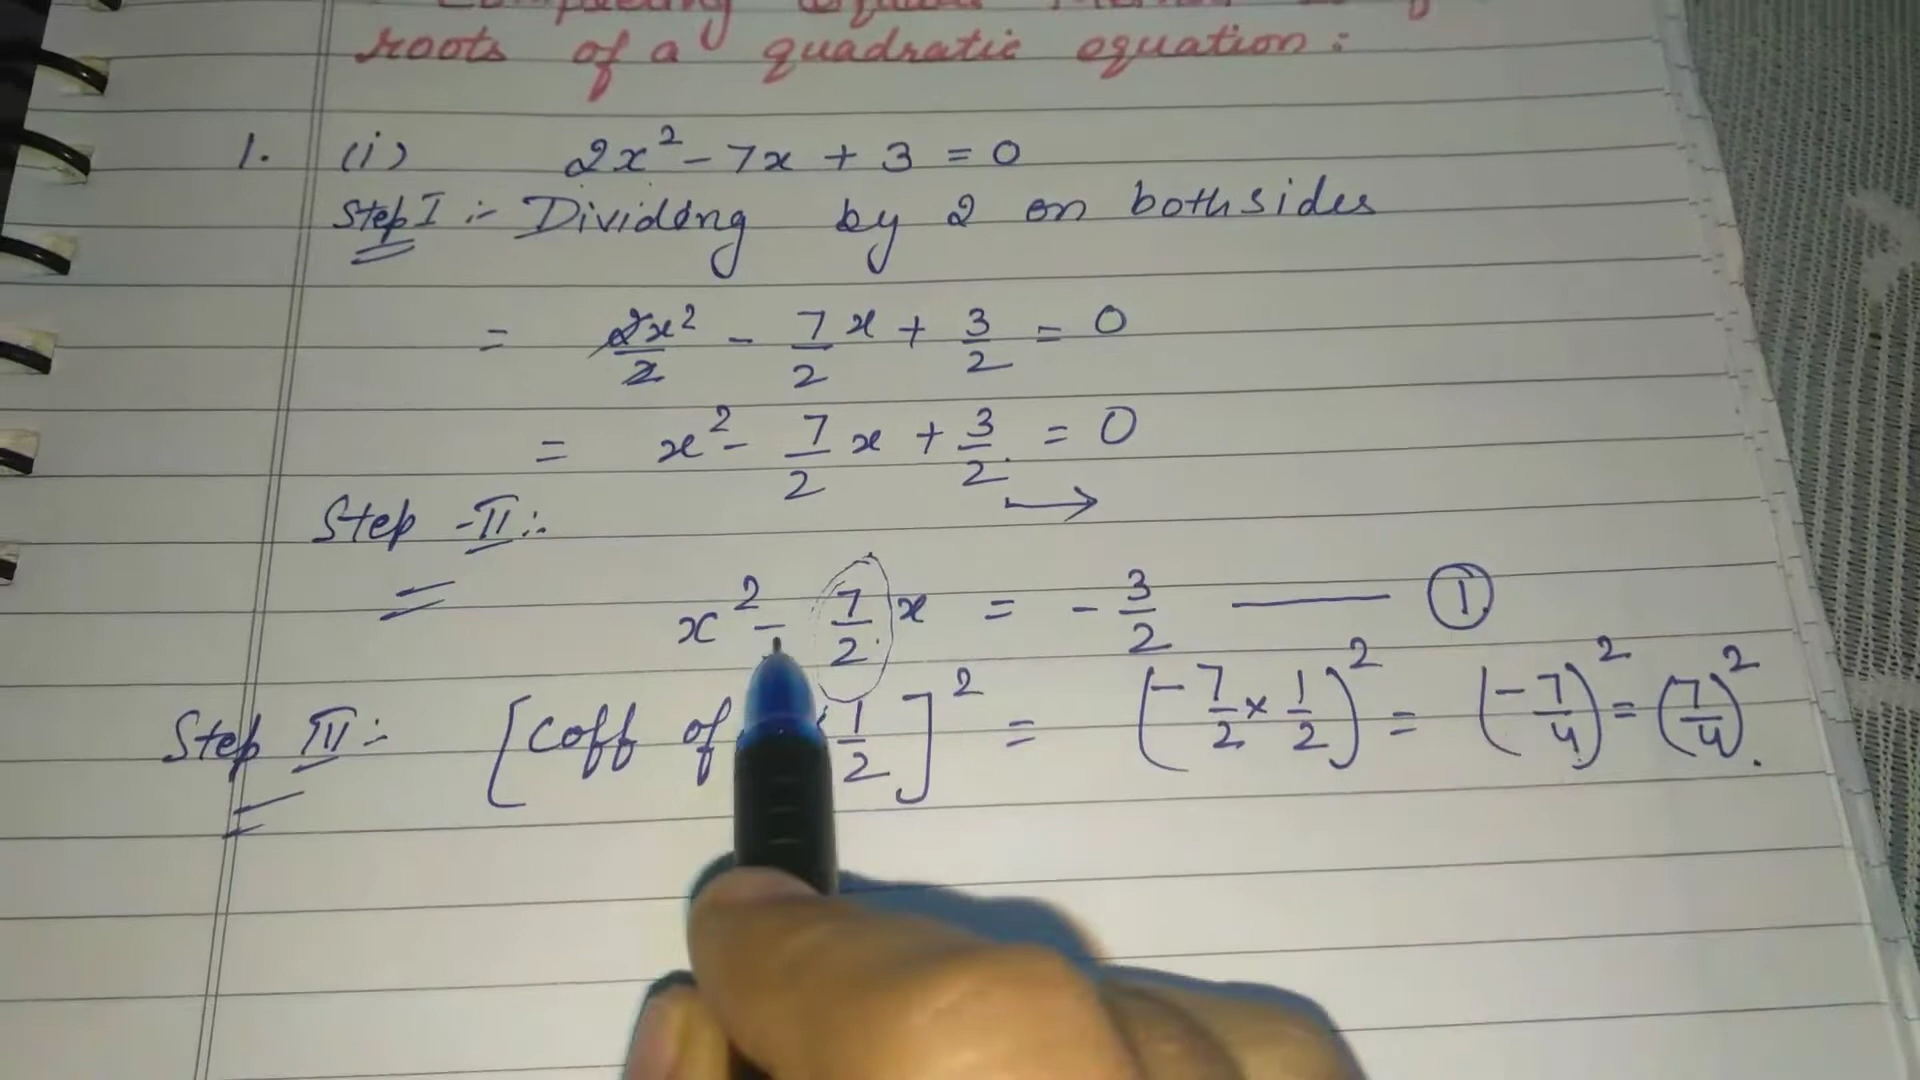 roots of a quadratic equation :
1. (i) 2x² - 7x + 3 = 0
Step I :- Dividing by 2 on both sides
= 2x²/2 - 7/2 x + 3/2 = 0
= x² - 7/2 x + 3/2 = 0
Step - II :-
x² - 7/2 x = - 3/2 ——— ①
Step III :- [Coff of 1/2]² = (-7/2 × 1/2)² = (-7/4)² = (7/4)².